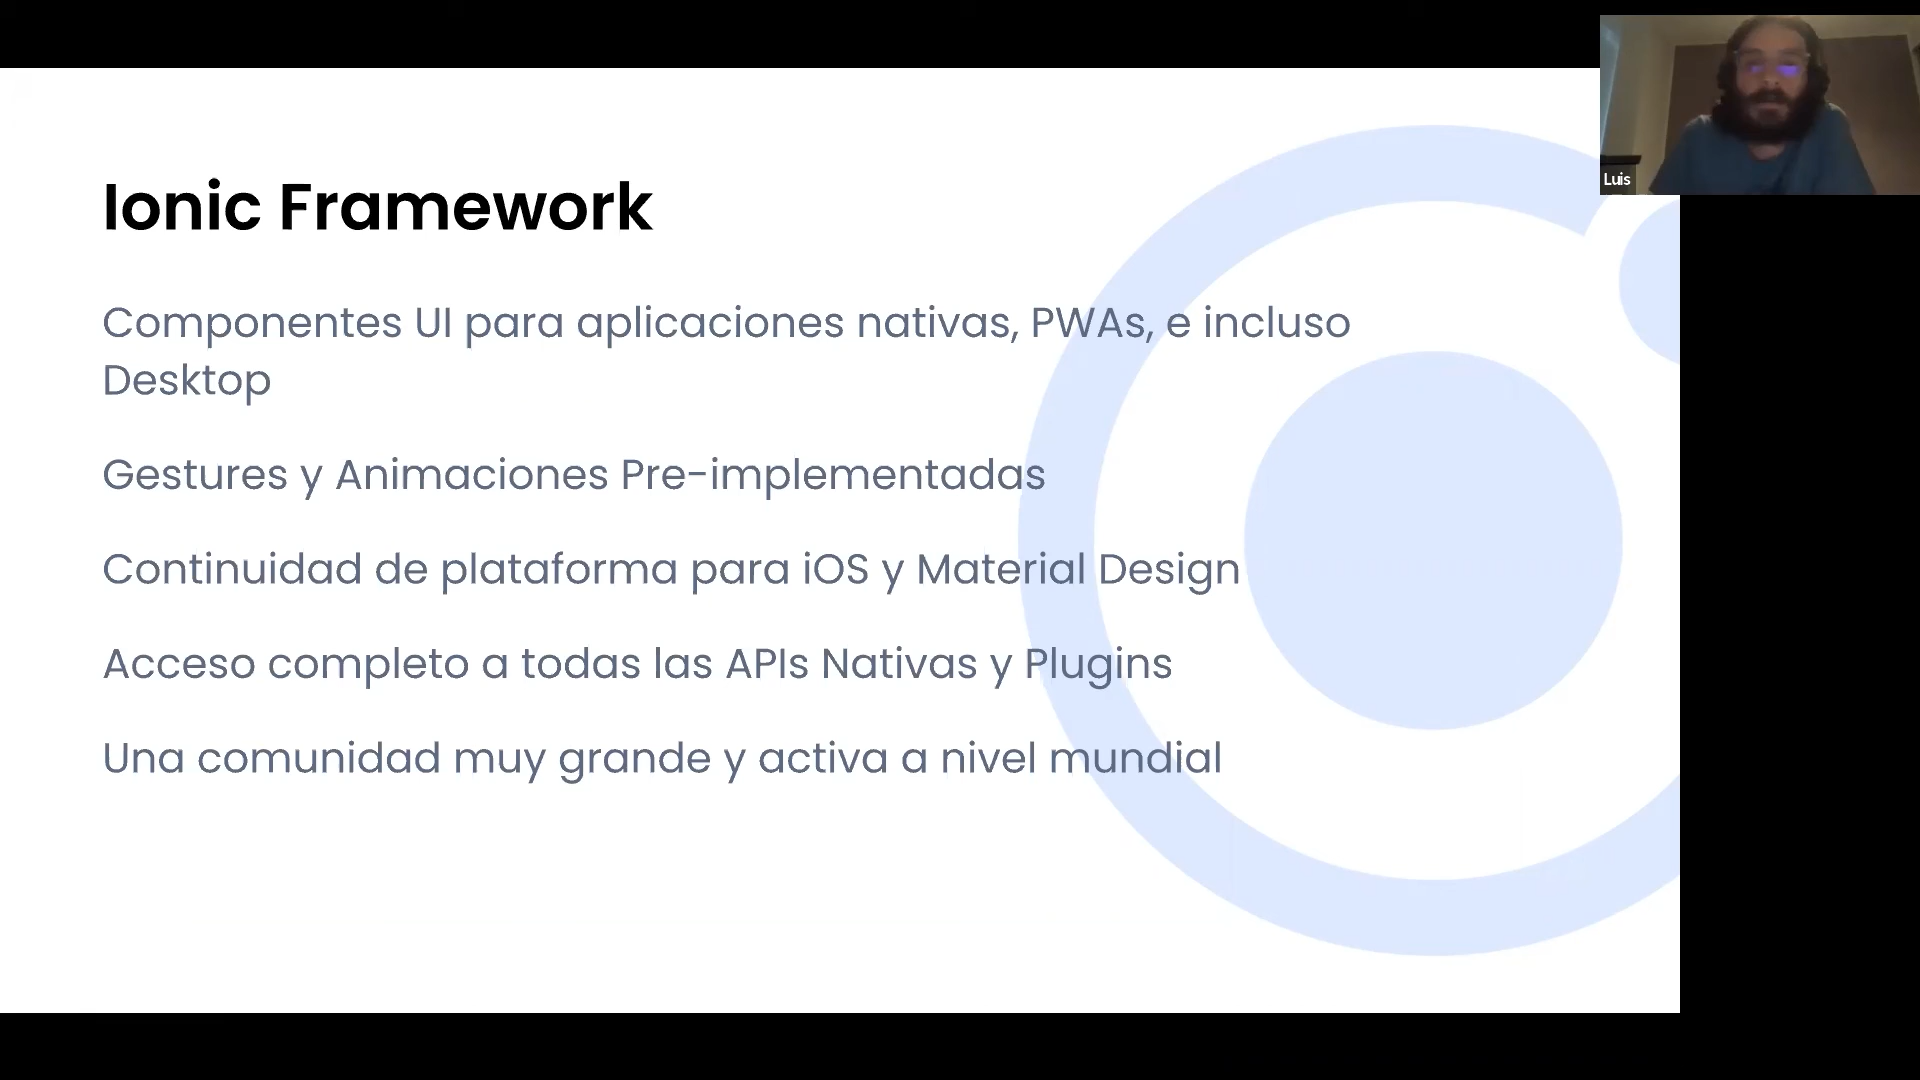 Ionic Framework
Componentes UI para aplicaciones nativas, PWAs, e incluso
Desktop
Gestures y Animaciones Pre-implementadas
Continuidad de plataforma para iOS y Material Design
Acceso completo a todas las APIs Nativas y Plugins
Una comunidad muy grande y activa a nivel mundial
Luis